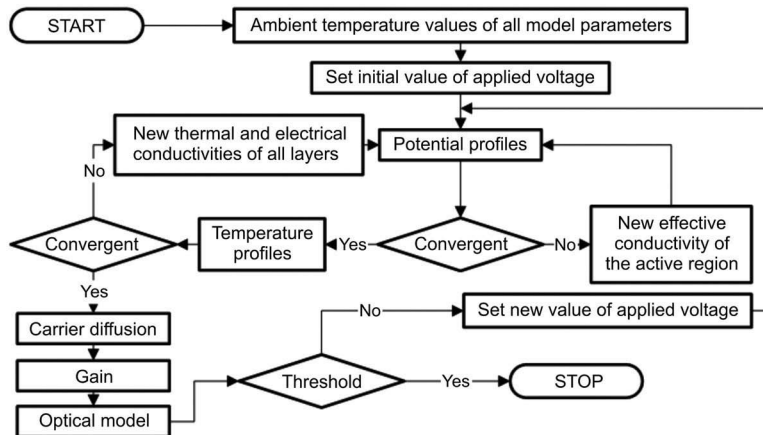 START
Ambient temperature values of all model parameters
Set initial value of applied voltage
New thermal and electrical
conductivities of all layers
Potential profiles
No
Convergent
Temperature
profiles
Yes
Convergent
No
New effective
conductivity of
the active region
Yes
Carrier diffusion
No
Set new value of applied voltage
Gain
Threshold
Yes
STOP
Optical model